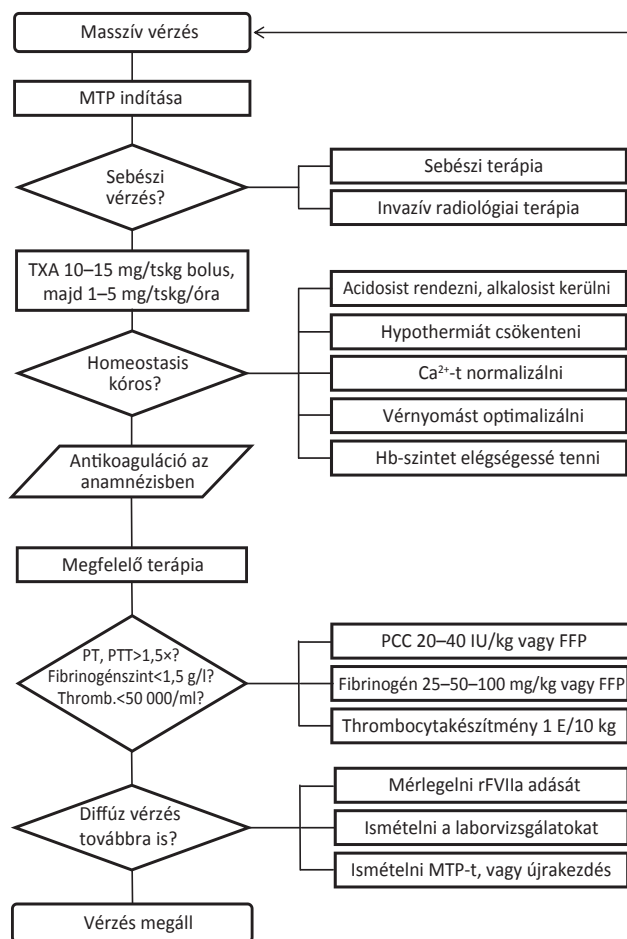 Masszív vérzés
MTP indítása
Sebészi
vérzés?
Sebészi terápia
Invazív radiológiai terápia
TXA 10–15 mg/tskg bolus,
majd 1–5 mg/tskg/óra
Homeostasis
kóros?
Acidosist rendezni, alkalosist kerülni
Hypothermiát csökenteni
Ca²⁺-t normalizálni
Vérnyomást optimalizálni
Hb-szintet elégségessé tenni
Antikoaguláció az
anamnézisben
Megfelelő terápia
PT, PTT>1,5×?
Fibrinogénszint<1,5 g/l?
Thromb.<50 000/ml?
PCC 20–40 IU/kg vagy FFP
Fibrinogén 25–50–100 mg/kg vagy FFP
Thrombocytakészítmény 1 E/10 kg
Diffúz vérzés
továbbra is?
Mérlegelni rFVIIa adását
Ismételni a laborvizsgálatokat
Ismételni MTP-t, vagy újrakezdés
Vérzés megáll